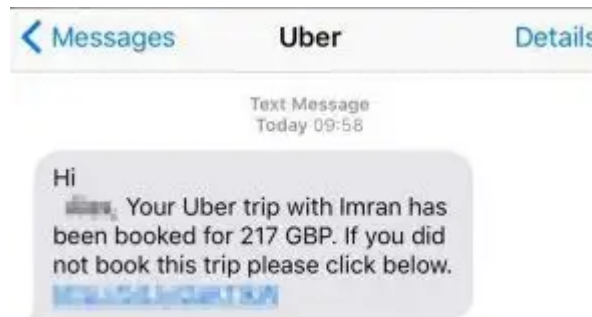 Messages Uber Details
Text Message
Today 09:58
Hi
Your Uber trip with Imran has
been booked for 217 GBP. If you did
not book this trip please click below.